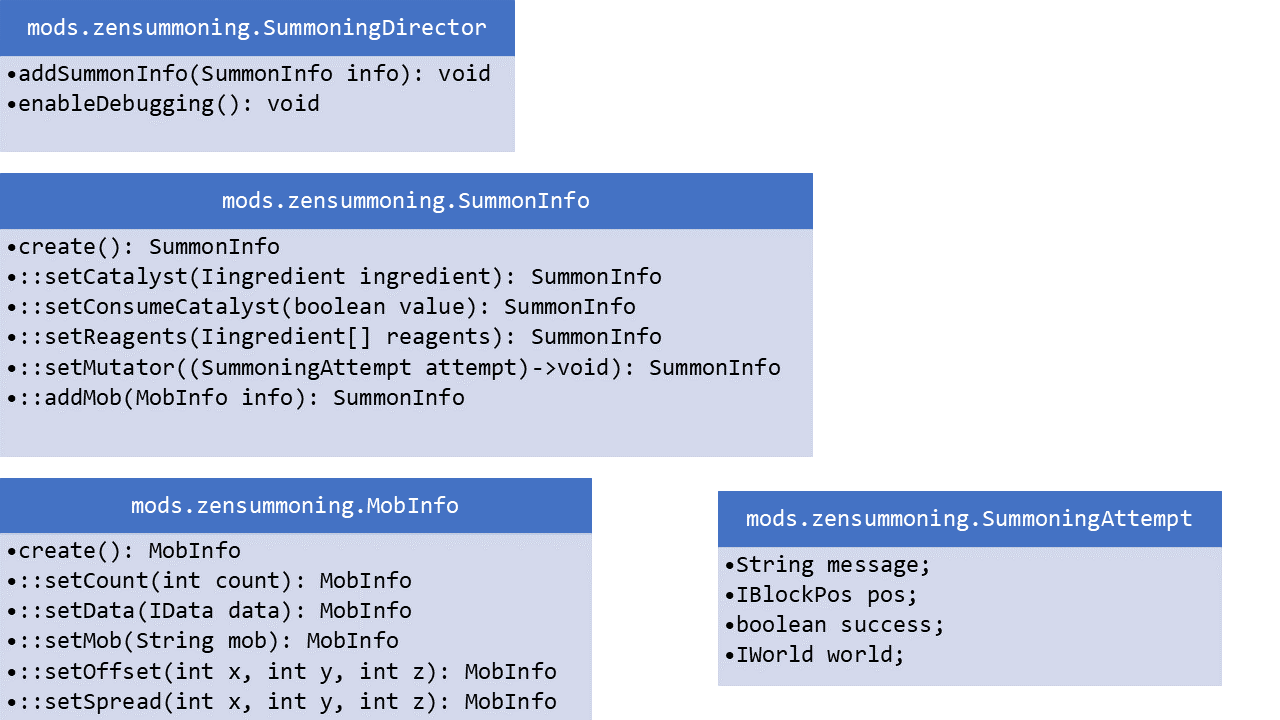 mods.zensummoning.SummoningDirector
•addSummonInfo(SummonInfo info): void
•enableDebugging(): void
mods.zensummoning.SummonInfo
•create(): SummonInfo
•::setCatalyst(Iingredient ingredient): SummonInfo
•::setConsumeCatalyst(boolean value): SummonInfo
•::setReagents(Iingredient[] reagents): SummonInfo
•::setMutator((SummoningAttempt attempt)->void): SummonInfo
•::addMob(MobInfo info): SummonInfo
mods.zensummoning.MobInfo
•create(): MobInfo
•::setCount(int count): MobInfo
•::setData(IData data): MobInfo
•::setMob(String mob): MobInfo
•::setOffset(int x, int y, int z): MobInfo
•::setSpread(int x, int y, int z): MobInfo
mods.zensummoning.SummoningAttempt
•String message;
•IBlockPos pos;
•boolean success;
•IWorld world;